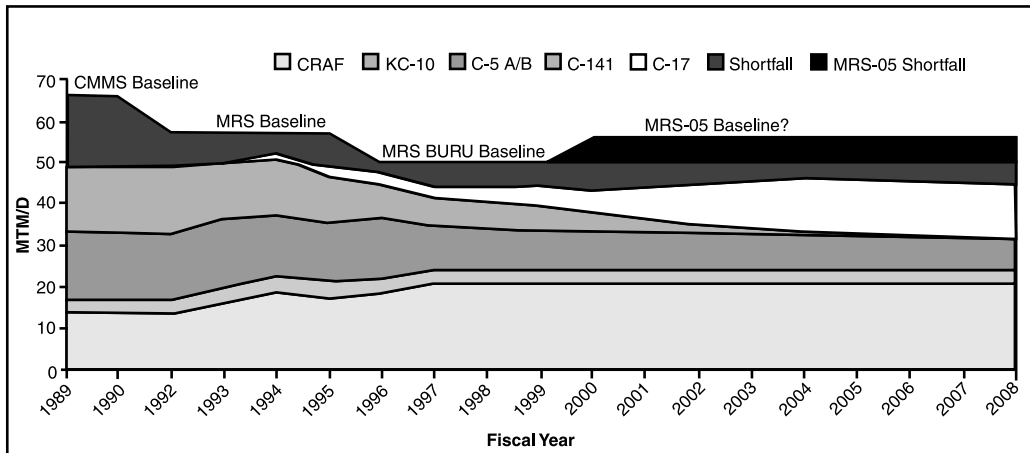 CRAF KC-10 C-5 A/B C-141 C-17 Shortfall MRS-05 Shortfall
CMMS Baseline
MRS Baseline
MRS BURU Baseline
MRS-05 Baseline?
MTM/D
70
60
50
40
30
20
10
0
1989 1990 1992 1993 1994 1995 1996 1997 1998 1999 2000 2001 2002 2003 2004 2005 2006 2007 2008
Fiscal Year